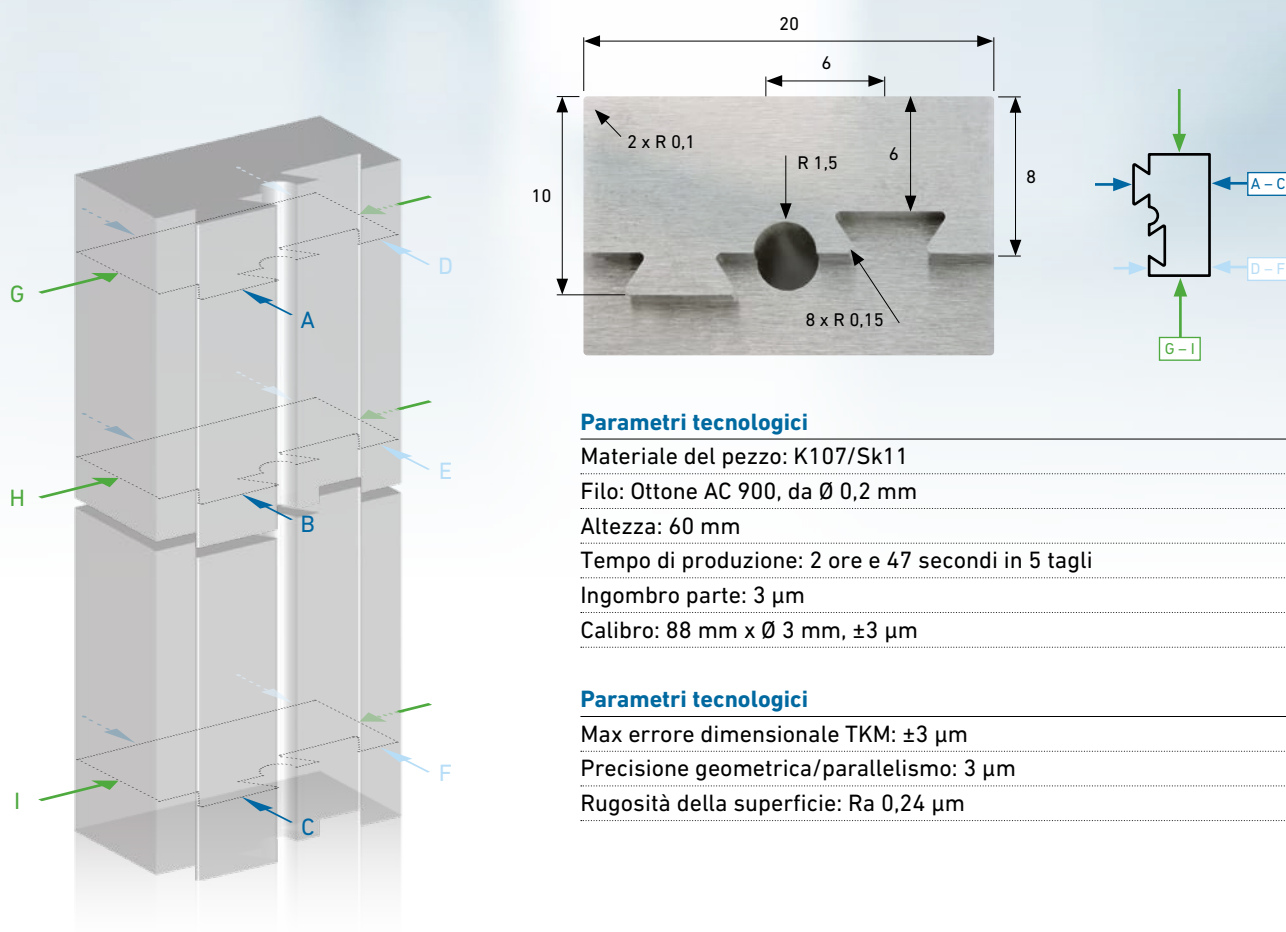 G
A
D
H
B
E
I
C
F
20
6
2 x R 0,1
R 1,5
6
10
8
8 x R 0,15
A – C
D – F
G – I
Parametri tecnologici
Materiale del pezzo: K107/Sk11
Filo: Ottone AC 900, da Ø 0,2 mm
Altezza: 60 mm
Tempo di produzione: 2 ore e 47 secondi in 5 tagli
Ingombro parte: 3 µm
Calibro: 88 mm x Ø 3 mm, ±3 µm
Parametri tecnologici
Max errore dimensionale TKM: ±3 µm
Precisione geometrica/parallelismo: 3 µm
Rugosità della superficie: Ra 0,24 µm